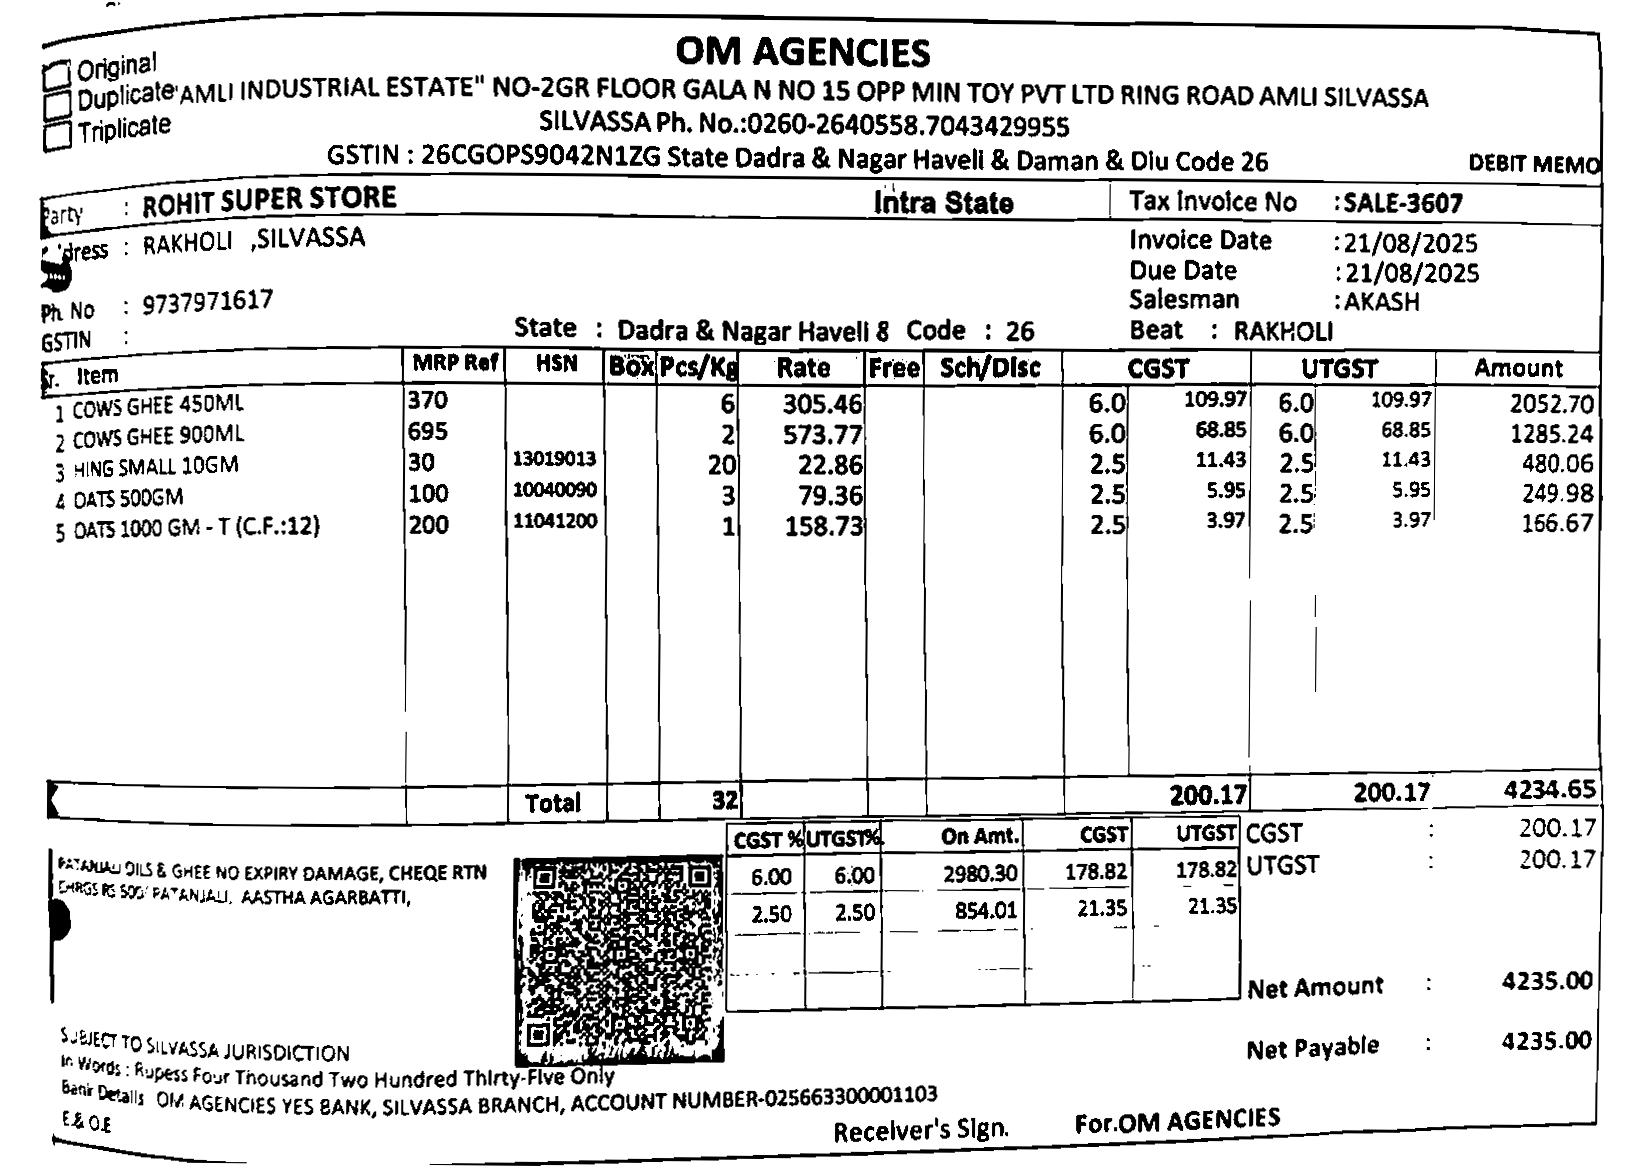 OM AGENCIES
Original
Duplicate "AMLI INDUSTRIAL ESTATE" NO-2GR FLOOR GALA N NO 15 OPP MIN TOY PVT LTD RING ROAD AMLI SILVASSA
Triplicate SILVASSA Ph. No.:0260-2640558.7043429955
GSTIN : 26CGOPS9042N1ZG State Dadra & Nagar Haveli & Daman & Diu Code 26 DEBIT MEMO
Party : ROHIT SUPER STORE Intra State Tax Invoice No :SALE-3607
: RAKHOLI ,SILVASSA Invoice Date :21/08/2025
Due Date :21/08/2025
Ph No : 9737971617 Salesman :AKASH
GSTIN : State : Dadra & Nagar Haveli & Code : 26 Beat : RAKHOLI
Sr. Item MRP Ref HSN Box Pcs/Kg Rate Free Sch/Disc CGST UTGST Amount
1 COWS GHEE 450ML 370 6 305.46 6.0 109.97 6.0 109.97 2052.70
2 COWS GHEE 900ML 695 2 573.77 6.0 68.85 6.0 68.85 1285.24
3 HING SMALL 10GM 30 13019013 20 22.86 2.5 11.43 2.5 11.43 480.06
4 OATS 500GM 100 10040090 3 79.36 2.5 5.95 2.5 5.95 249.98
5 OATS 1000 GM - T (C.F.:12) 200 11041200 1 158.73 2.5 3.97 2.5 3.97 166.67
Total 32 200.17 200.17 4234.65
CGST % UTGST% On Amt. CGST UTGST CGST : 200.17
6.00 6.00 2980.30 178.82 178.82 UTGST : 200.17
2.50 2.50 854.01 21.35 21.35
PATANJALI OILS & GHEE NO EXPIRY DAMAGE, CHEQE RTN
CHRGS RS 500/ PATANJALI, AASTHA AGARBATTI,
Net Amount : 4235.00
Net Payable : 4235.00
SUBJECT TO SILVASSA JURISDICTION
In Words : Rupess Four Thousand Two Hundred Thirty-Five Only
Bank Details OM AGENCIES YES BANK, SILVASSA BRANCH, ACCOUNT NUMBER-025663300001103
E.& O.E Receiver's Sign. For.OM AGENCIES